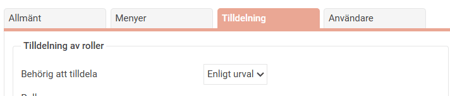 Allmänt
Menyer
Tilldelning
Användare
Tilldelning av roller
Behörig att tilldela
Enligt urval